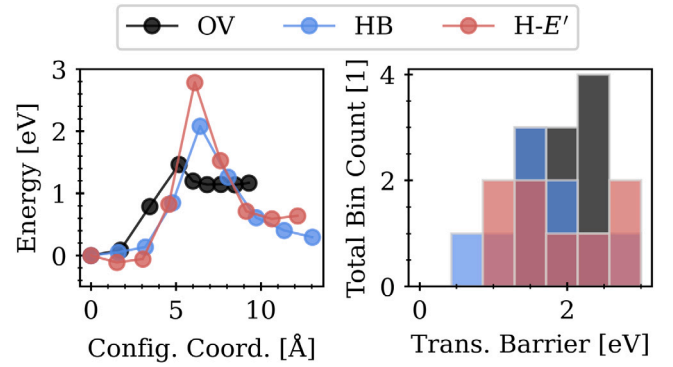 OV HB H-E′
3
2
1
0
Energy [eV]
0 5 10
Config. Coord. [Å]
4
2
0
Total Bin Count [1]
0 2
Trans. Barrier [eV]